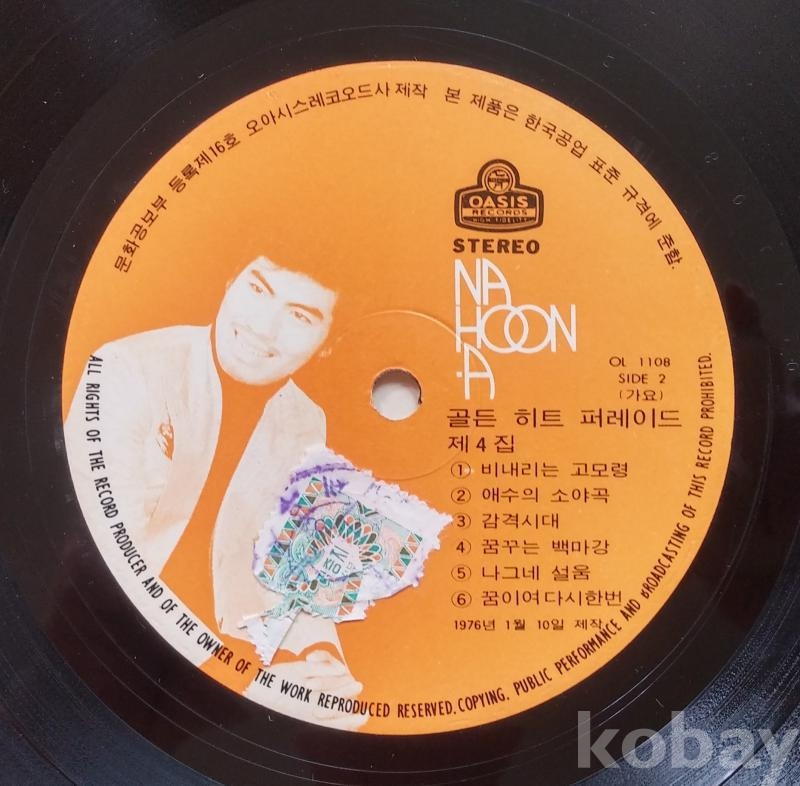 문화공보부 등록제16호 오아시스레코오드사 제작 본 제품은 한국공업 표준 규격에 준함.
OASIS
RECORDS
HIGH FIDELITY
STEREO
NA
HOON
·A
OL 1108
SIDE 2
(가요)
골든 히트 퍼레이드
제 4 집
① 비내리는 고모령
② 애수의 소야곡
③ 감격시대
④ 꿈꾸는 백마강
⑤ 나그네 설움
⑥ 꿈이여다시한번
1976년 1월 10일 제작
ALL RIGHTS OF THE RECORD PRODUCER AND OF THE OWNER OF THE WORK REPRODUCED RESERVED. COPYING, PUBLIC PERFORMANCE AND BROADCASTING OF THIS RECORD PROHIBITED.
kobay